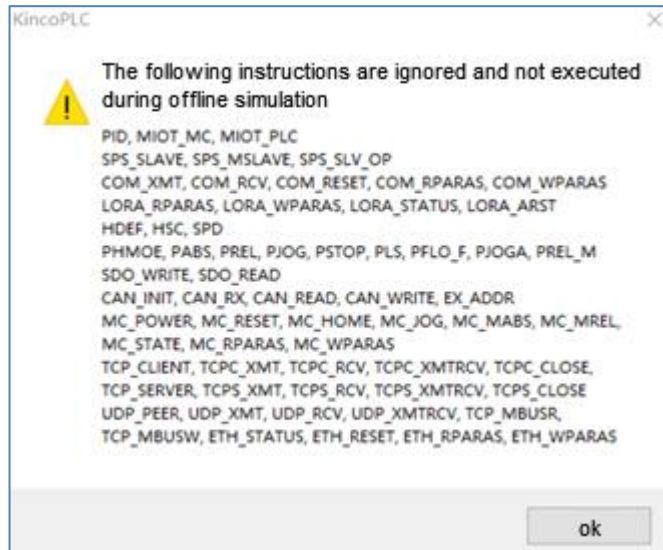 KincoPLC
The following instructions are ignored and not executed
during offline simulation
PID, MIOT_MC, MIOT_PLC
SPS_SLAVE, SPS_MSLAVE, SPS_SLV_OP
COM_XMT, COM_RCV, COM_RESET, COM_RPARAS, COM_WPARAS
LORA_RPARAS, LORA_WPARAS, LORA_STATUS, LORA_ARST
HDEF, HSC, SPD
PHMOE, PABS, PREL, PJOG, PSTOP, PLS, PFLO_F, PJOGA, PREL_M
SDO_WRITE, SDO_READ
CAN_INIT, CAN_RX, CAN_READ, CAN_WRITE, EX_ADDR
MC_POWER, MC_RESET, MC_HOME, MC_JOG, MC_MABS, MC_MREL,
MC_STATE, MC_RPARAS, MC_WPARAS
TCP_CLIENT, TCPC_XMT, TCPC_RCV, TCPC_XMTRCV, TCPC_CLOSE,
TCP_SERVER, TCPS_XMT, TCPS_RCV, TCPS_XMTRCV, TCPS_CLOSE
UDP_PEER, UDP_XMT, UDP_RCV, UDP_XMTRCV, TCP_MBUSR,
TCP_MBUSW, ETH_STATUS, ETH_RESET, ETH_RPARAS, ETH_WPARAS
ok